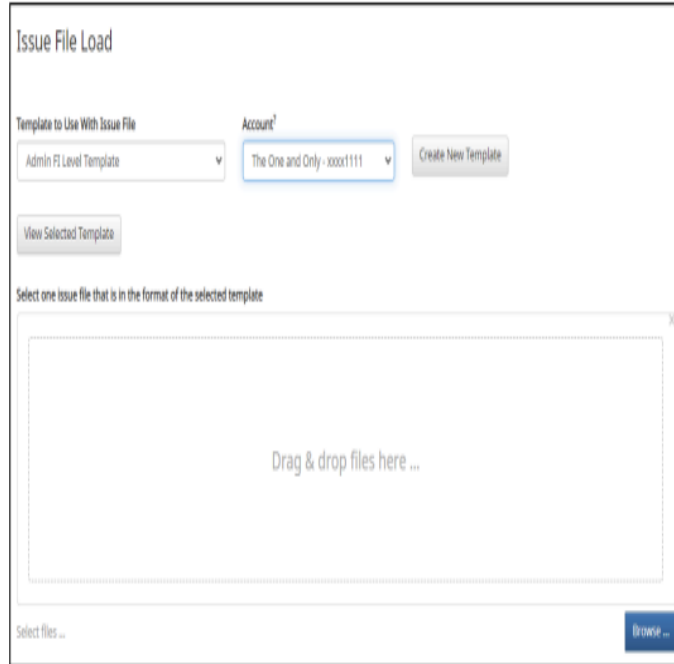 Issue File Load
Template to Use With Issue File
Account?
Admin FI Level Template
The One and Only - xxxx1111
Create New Template
View Selected Template
Select one issue file that is in the format of the selected template
Drag & drop files here ...
Select files ...
Browse ...